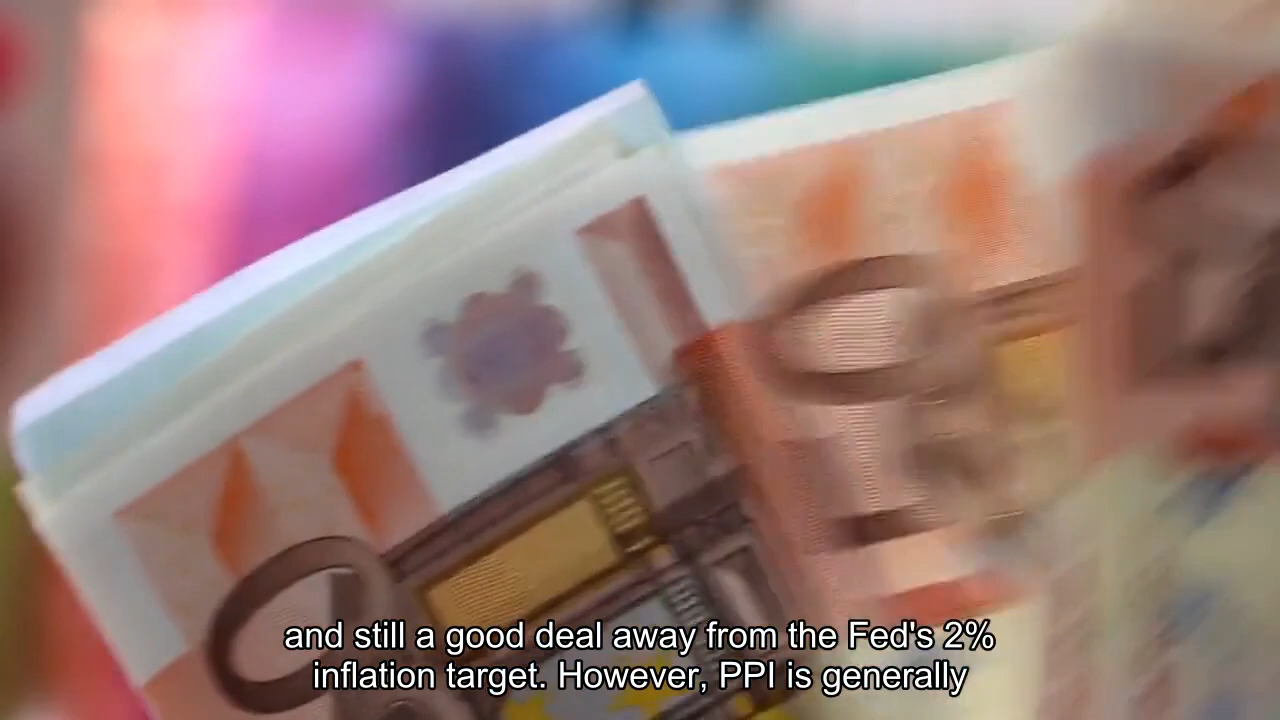 and still a good deal away from the Fed's 2%
inflation target. However, PPI is generally